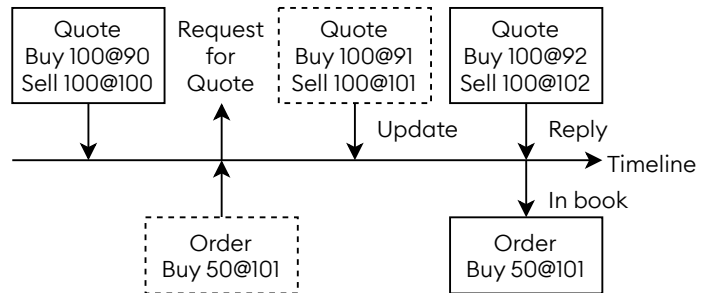 Quote
Buy 100@90
Sell 100@100
Request
for
Quote
Quote
Buy 100@91
Sell 100@101
Quote
Buy 100@92
Sell 100@102
Update
Reply
Timeline
In book
Order
Buy 50@101
Order
Buy 50@101